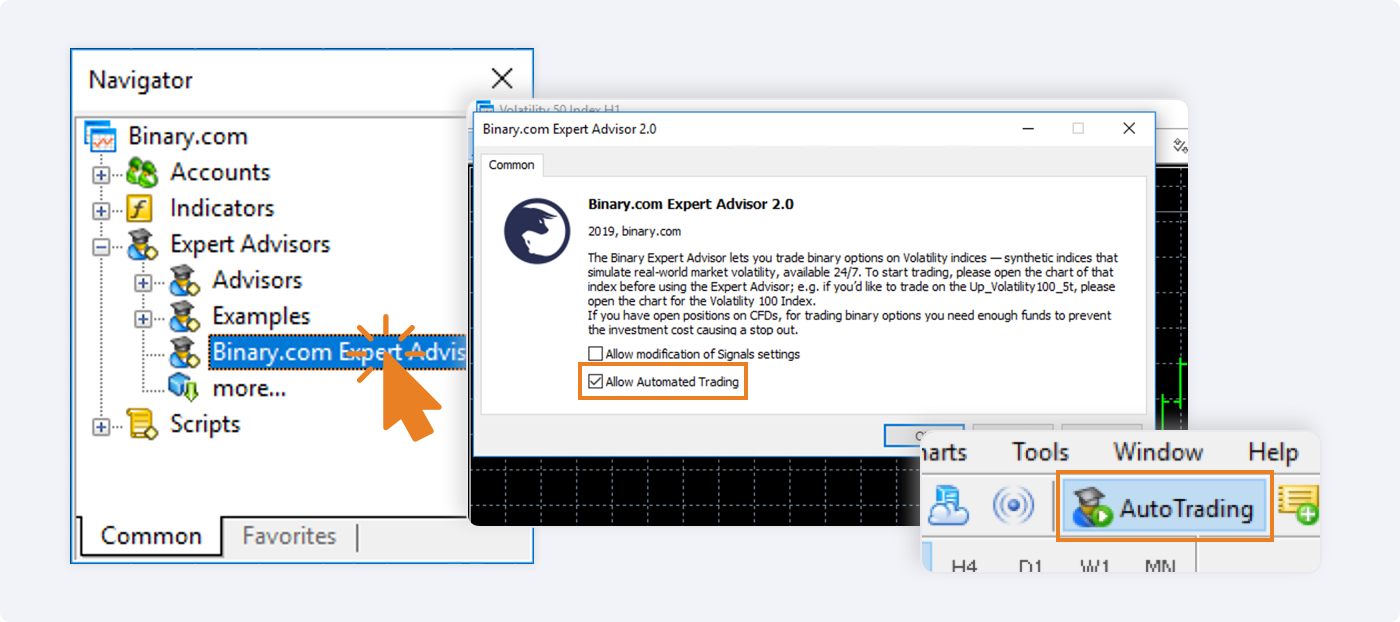 Navigator
Binary.com
Accounts
Indicators
Expert Advisors
Advisors
Examples
Binary.com Expert Advis
more...
Scripts
Common
Favorites
Volatility 50 Index H1
Binary.com Expert Advisor 2.0
Common
Binary.com Expert Advisor 2.0
2019, binary.com
The Binary Expert Advisor lets you trade binary options on Volatility indices — synthetic indices that
simulate real-world market volatility, available 24/7. To start trading, please open the chart of that
index before using the Expert Advisor; e.g. if you'd like to trade on the Up_Volatility100_5t, please
open the chart for the Volatility 100 Index.
If you have open positions on CFDs, for trading binary options you need enough funds to prevent
the investment cost causing a stop out.
Allow modification of Signals settings
Allow Automated Trading
harts Tools Window Help
AutoTrading
H4 D1 W1 MN